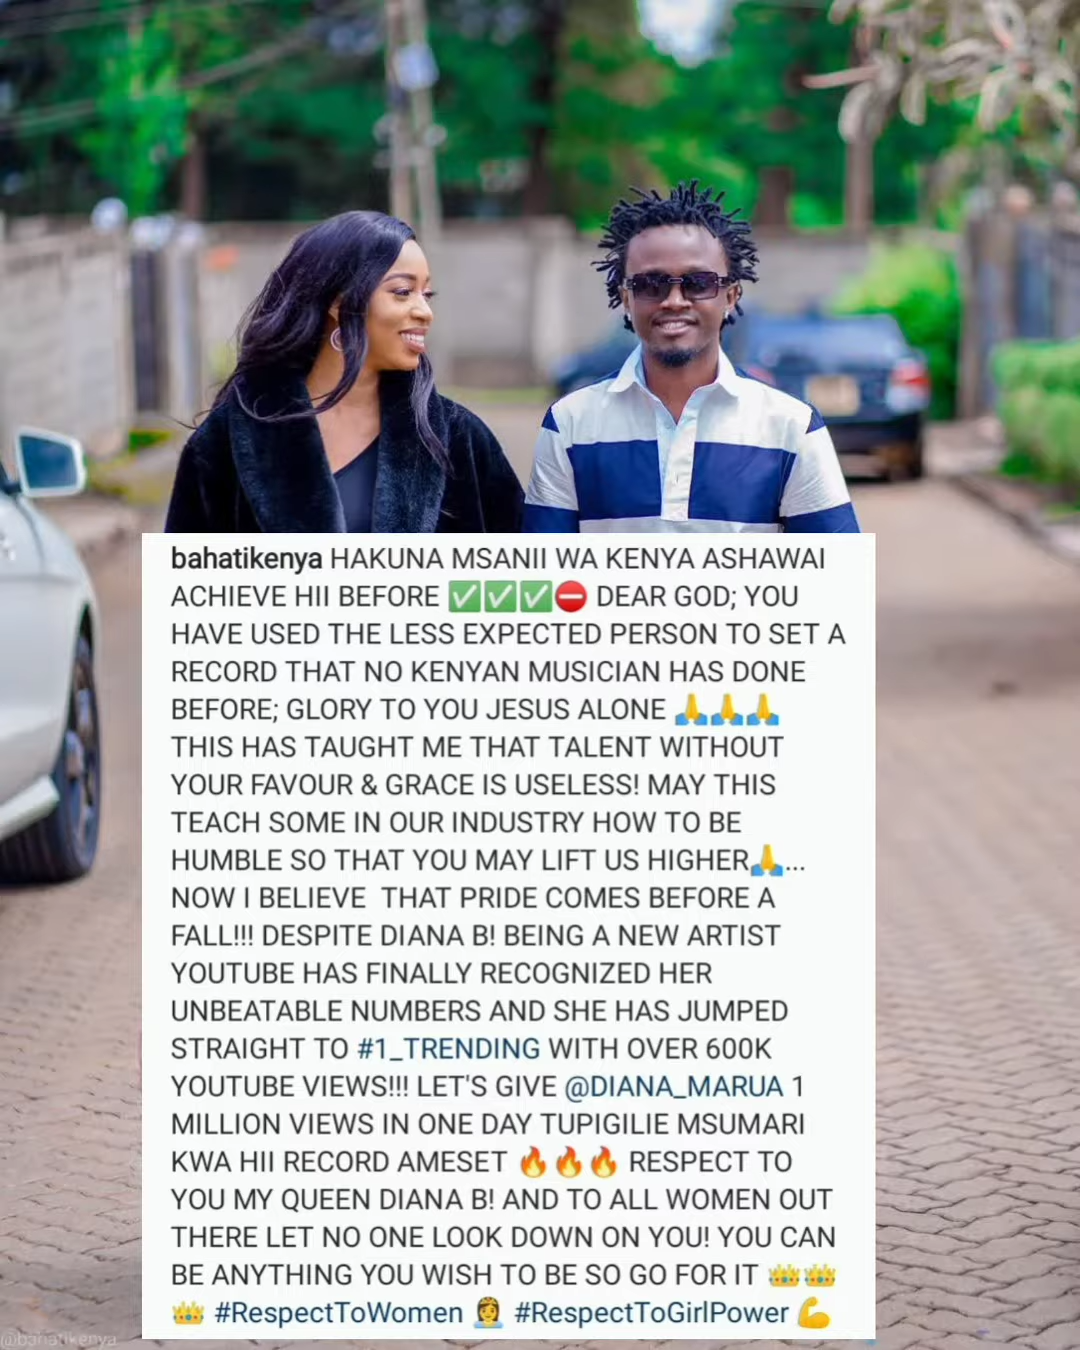 bahatikenya HAKUNA MSANII WA KENYA ASHAWAI
ACHIEVE HII BEFORE ✅✅✅⛔ DEAR GOD; YOU
HAVE USED THE LESS EXPECTED PERSON TO SET A
RECORD THAT NO KENYAN MUSICIAN HAS DONE
BEFORE; GLORY TO YOU JESUS ALONE 🙏🙏🙏
THIS HAS TAUGHT ME THAT TALENT WITHOUT
YOUR FAVOUR & GRACE IS USELESS! MAY THIS
TEACH SOME IN OUR INDUSTRY HOW TO BE
HUMBLE SO THAT YOU MAY LIFT US HIGHER🙏...
NOW I BELIEVE THAT PRIDE COMES BEFORE A
FALL!!! DESPITE DIANA B! BEING A NEW ARTIST
YOUTUBE HAS FINALLY RECOGNIZED HER
UNBEATABLE NUMBERS AND SHE HAS JUMPED
STRAIGHT TO #1_TRENDING WITH OVER 600K
YOUTUBE VIEWS!!! LET'S GIVE @DIANA_MARUA 1
MILLION VIEWS IN ONE DAY TUPIGILIE MSUMARI
KWA HII RECORD AMESET 🔥🔥🔥 RESPECT TO
YOU MY QUEEN DIANA B! AND TO ALL WOMEN OUT
THERE LET NO ONE LOOK DOWN ON YOU! YOU CAN
BE ANYTHING YOU WISH TO BE SO GO FOR IT 👑👑
👑 #RespectToWomen 👸 #RespectToGirlPower 💪
@bahatikenya